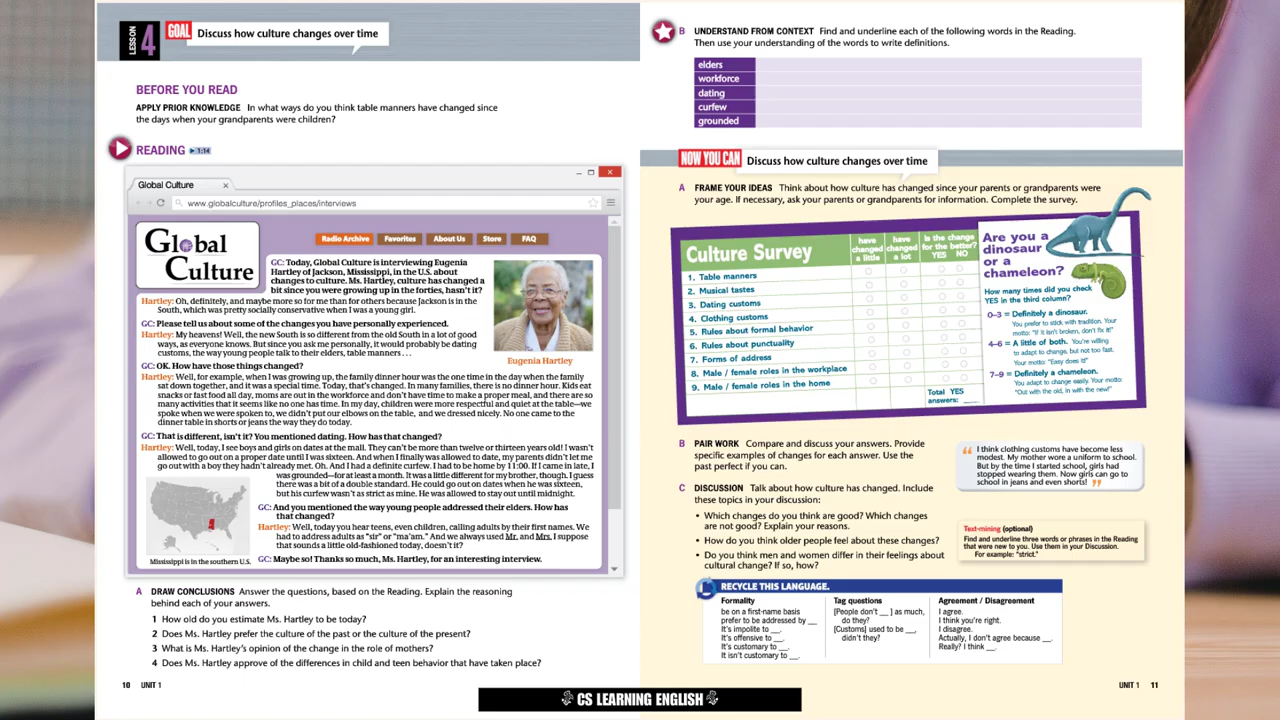 LESSON 4
GOAL Discuss how culture changes over time
BEFORE YOU READ
APPLY PRIOR KNOWLEDGE In what ways do you think table manners have changed since
the days when your grandparents were children?
READING 1:14
Global Culture
www.globalculture/profiles_places/interviews
Global
Culture
Radio Archive Favorites About Us Store FAQ
GC: Today, Global Culture is interviewing Eugenia
Hartley of Jackson, Mississippi, in the U.S. about
changes to culture. Ms. Hartley, culture has changed a
bit since you were growing up in the forties, hasn't it?
Hartley: Oh, definitely, and maybe more so for me than for others because Jackson is in the
South, which was pretty socially conservative when I was a young girl.
GC: Please tell us about some of the changes you have personally experienced.
Hartley: My heavens! Well, the new South is so different from the old South in a lot of good
ways, as everyone knows. But since you ask me personally, it would probably be dating
customs, the way young people talk to their elders, table manners . . .
Eugenia Hartley
GC: OK. How have those things changed?
Hartley: Well, for example, when I was growing up, the family dinner hour was the one time in the day when the family
sat down together, and it was a special time. Today, that's changed. In many families, there is no dinner hour. Kids eat
snacks or fast food all day, moms are out in the workforce and don't have time to make a proper meal, and there are so
many activities that it seems like no one has time. In my day, children were more respectful and quiet at the table—we
spoke when we were spoken to, we didn't put our elbows on the table, and we dressed nicely. No one came to the
dinner table in shorts or jeans the way they do today.
GC: That is different, isn't it? You mentioned dating. How has that changed?
Hartley: Well, today, I see boys and girls on dates at the mall. They can't be more than twelve or thirteen years old! I wasn't
allowed to go out on a proper date until I was sixteen. And when I finally was allowed to date, my parents didn't let me
go out with a boy they hadn't already met. Oh. And I had a definite curfew. I had to be home by 11:00. If I came in late, I
was grounded—for at least a month. It was a little different for my brother, though. I guess
there was a bit of a double standard. He could go out on dates when he was sixteen,
but his curfew wasn't as strict as mine. He was allowed to stay out until midnight.
GC: And you mentioned the way young people addressed their elders. How has
that changed?
Hartley: Well, today you hear teens, even children, calling adults by their first names. We
had to address adults as "sir" or "ma'am." And we always used Mr. and Mrs. I suppose
that sounds a little old-fashioned today, doesn't it?
GC: Maybe so! Thanks so much, Ms. Hartley, for an interesting interview.
Mississippi is in the southern U.S.
A DRAW CONCLUSIONS Answer the questions, based on the Reading. Explain the reasoning
behind each of your answers.
1 How old do you estimate Ms. Hartley to be today?
2 Does Ms. Hartley prefer the culture of the past or the culture of the present?
3 What is Ms. Hartley's opinion of the change in the role of mothers?
4 Does Ms. Hartley approve of the differences in child and teen behavior that have taken place?
10 UNIT 1
B UNDERSTAND FROM CONTEXT Find and underline each of the following words in the Reading.
Then use your understanding of the words to write definitions.
elders
workforce
dating
curfew
grounded
NOW YOU CAN Discuss how culture changes over time
A FRAME YOUR IDEAS Think about how culture has changed since your parents or grandparents were
your age. If necessary, ask your parents or grandparents for information. Complete the survey.
Culture Survey
have
changed
a little
have
changed
a lot
Is the change
for the better?
YES NO
1. Table manners
2. Musical tastes
3. Dating customs
4. Clothing customs
5. Rules about formal behavior
6. Rules about punctuality
7. Forms of address
8. Male / female roles in the workplace
9. Male / female roles in the home
Total YES
answers: ____
Are you a
dinosaur
or a
chameleon?
How many times did you check
YES in the third column?
0–3 = Definitely a dinosaur.
You prefer to stick with tradition. Your
motto: "If it isn't broken, don't fix it!"
4–6 = A little of both. You're willing
to adapt to change, but not too fast.
Your motto: "Easy does it!"
7–9 = Definitely a chameleon.
You adapt to change easily. Your motto:
"Out with the old, in with the new!"
B PAIR WORK Compare and discuss your answers. Provide
specific examples of changes for each answer. Use the
past perfect if you can.
“ I think clothing customs have become less
modest. My mother wore a uniform to school.
But by the time I started school, girls had
stopped wearing them. Now girls can go to
school in jeans and even shorts! ”
C DISCUSSION Talk about how culture has changed. Include
these topics in your discussion:
• Which changes do you think are good? Which changes
are not good? Explain your reasons.
• How do you think older people feel about these changes?
• Do you think men and women differ in their feelings about
cultural change? If so, how?
Text-mining (optional)
Find and underline three words or phrases in the Reading
that were new to you. Use them in your Discussion.
For example: "strict."
RECYCLE THIS LANGUAGE.
Formality
be on a first-name basis
prefer to be addressed by __
It's impolite to __.
It's offensive to __.
It's customary to __.
It isn't customary to __.
Tag questions
[People don't __ ] as much,
do they?
[Customs] used to be __,
didn't they?
Agreement / Disagreement
I agree.
I think you're right.
I disagree.
Actually, I don't agree because __.
Really? I think __.
UNIT 1 11
CS LEARNING ENGLISH